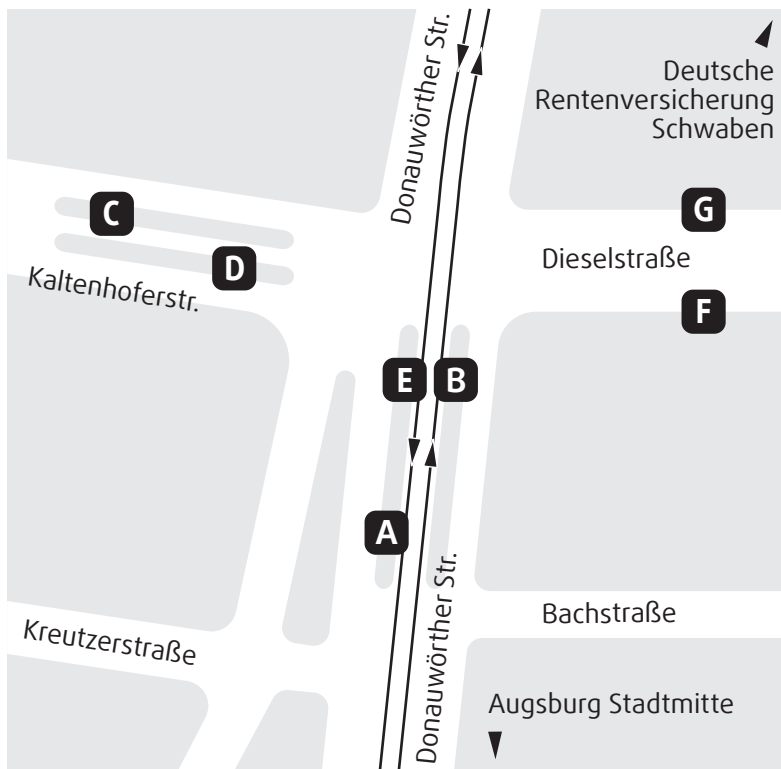 Donauwörther Str.
Deutsche
Rentenversicherung
Schwaben
C
G
D
Dieselstraße
Kaltenhoferstr.
F
E
B
A
Donauwörther Str.
Bachstraße
Kreutzerstraße
Augsburg Stadtmitte